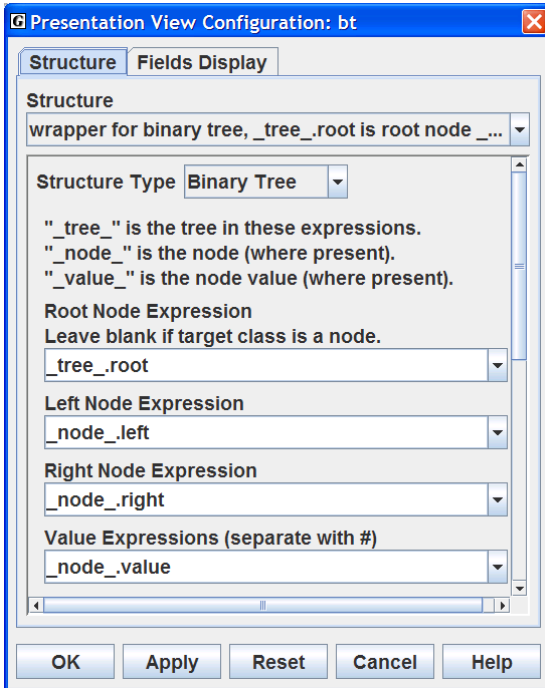 G Presentation View Configuration: bt
Structure Fields Display
Structure
wrapper for binary tree, _tree_.root is root node _...
Structure Type Binary Tree
"_tree_" is the tree in these expressions.
"_node_" is the node (where present).
"_value_" is the node value (where present).
Root Node Expression
Leave blank if target class is a node.
_tree_.root
Left Node Expression
_node_.left
Right Node Expression
_node_.right
Value Expressions (separate with #)
_node_.value
OK Apply Reset Cancel Help